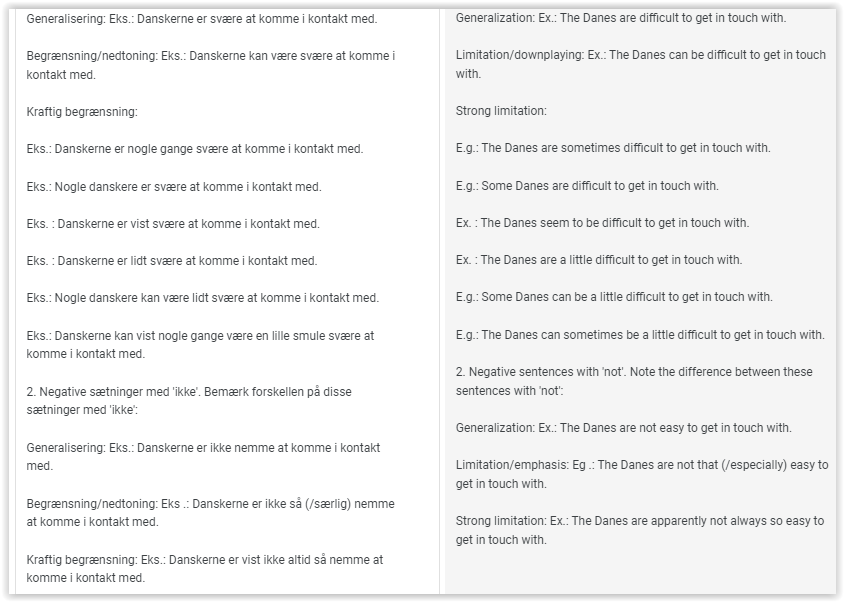 Generalisering: Eks.: Danskerne er svære at komme i kontakt med.
Begrænsning/nedtoning: Eks.: Danskerne kan være svære at komme i
kontakt med.
Kraftig begrænsning:
Eks.: Danskerne er nogle gange svære at komme i kontakt med.
Eks.: Nogle danskere er svære at komme i kontakt med.
Eks. : Danskerne er vist svære at komme i kontakt med.
Eks. : Danskerne er lidt svære at komme i kontakt med.
Eks.: Nogle danskere kan være lidt svære at komme i kontakt med.
Eks.: Danskerne kan vist nogle gange være en lille smule svære at
komme i kontakt med.
2. Negative sætninger med 'ikke'. Bemærk forskellen på disse
sætninger med 'ikke':
Generalisering: Eks.: Danskerne er ikke nemme at komme i kontakt
med.
Begrænsning/nedtoning: Eks .: Danskerne er ikke så (/særlig) nemme
at komme i kontakt med.
Kraftig begrænsning: Eks.: Danskerne er vist ikke altid så nemme at
komme i kontakt med.
Generalization: Ex.: The Danes are difficult to get in touch with.
Limitation/downplaying: Ex.: The Danes can be difficult to get in touch
with.
Strong limitation:
E.g.: The Danes are sometimes difficult to get in touch with.
E.g.: Some Danes are difficult to get in touch with.
Ex. : The Danes seem to be difficult to get in touch with.
Ex. : The Danes are a little difficult to get in touch with.
E.g.: Some Danes can be a little difficult to get in touch with.
E.g.: The Danes can sometimes be a little difficult to get in touch with.
2. Negative sentences with 'not'. Note the difference between these
sentences with 'not':
Generalization: Ex.: The Danes are not easy to get in touch with.
Limitation/emphasis: Eg .: The Danes are not that (/especially) easy to
get in touch with.
Strong limitation: Ex.: The Danes are apparently not always so easy to
get in touch with.